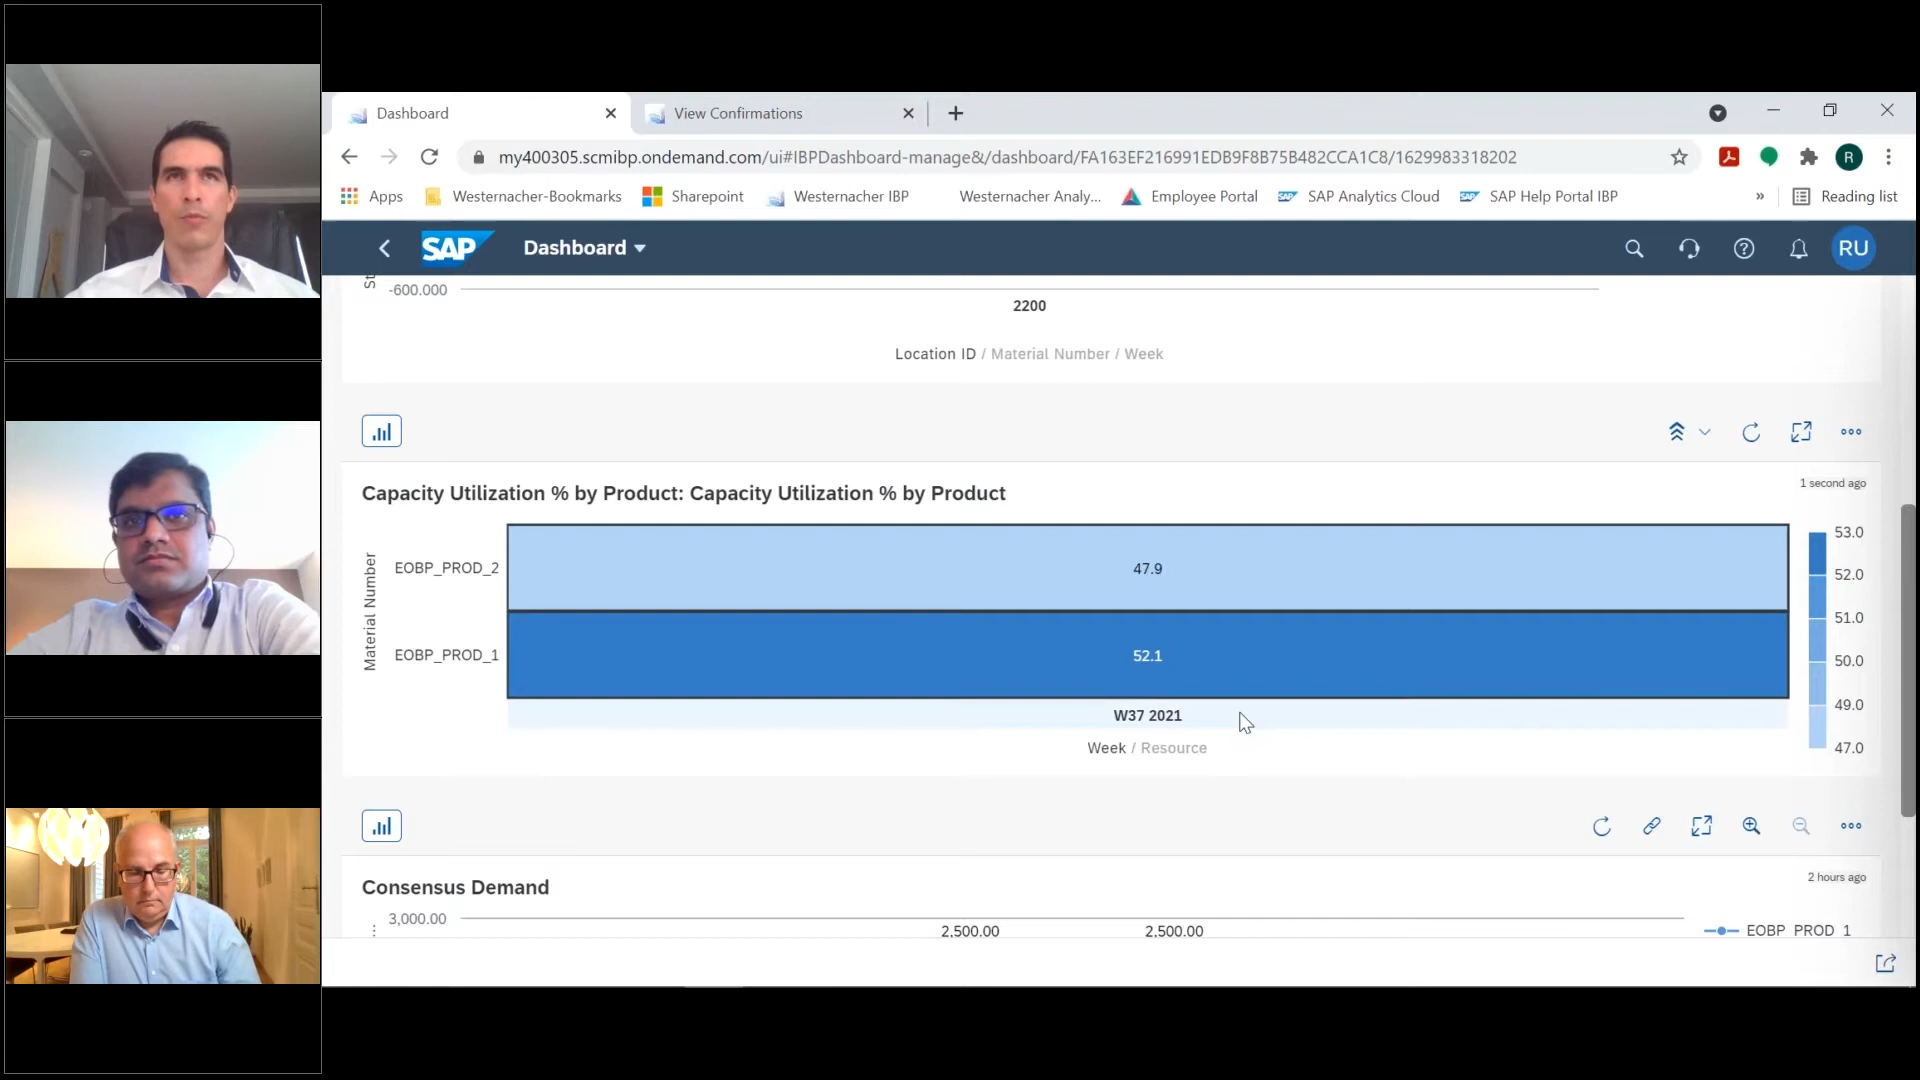 Dashboard
View Confirmations
my400305.scmibp.ondemand.com/ui#IBPDashboard-manage&/dashboard/FA163EF216991EDB9F8B75B482CCA1C8/1629983318202
R
Apps
Westernacher-Bookmarks
Sharepoint
Westernacher IBP
Westernacher Analy...
Employee Portal
SAP Analytics Cloud
SAP Help Portal IBP
»
Reading list
SAP
Dashboard
RU
-600.000
2200
Location ID / Material Number / Week
Capacity Utilization % by Product: Capacity Utilization % by Product
1 second ago
Material Number
EOBP_PROD_2
47.9
EOBP_PROD_1
52.1
W37 2021
Week / Resource
53.0
52.0
51.0
50.0
49.0
47.0
Consensus Demand
2 hours ago
3,000.00
2,500.00
2,500.00
EOBP_PROD_1